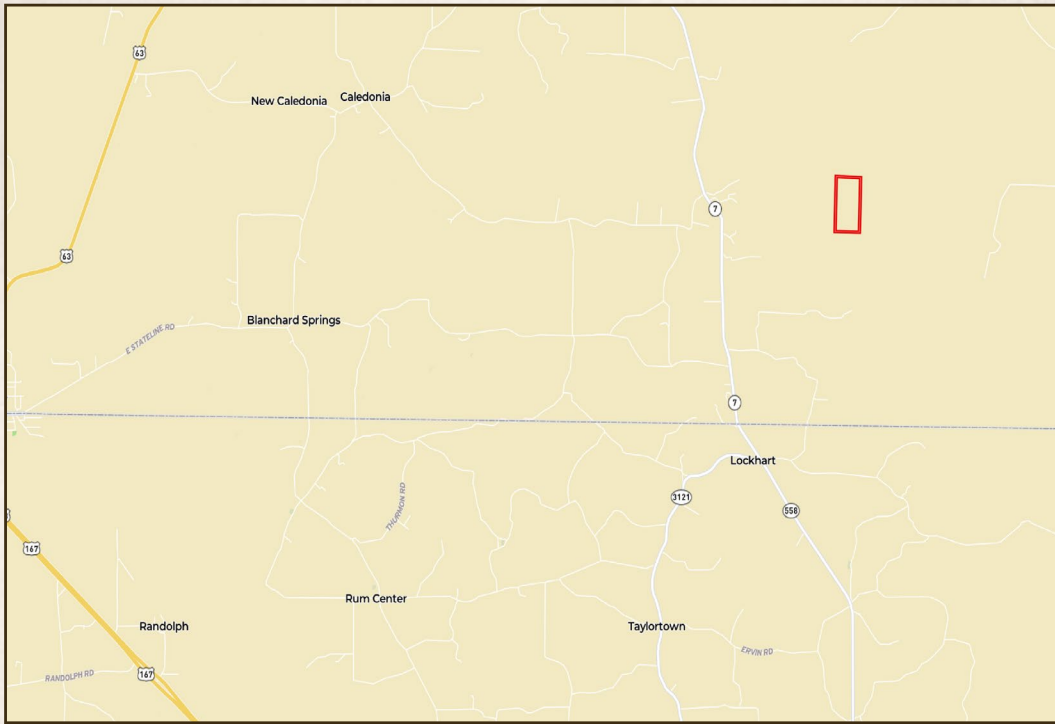 63
New Caledonia
Caledonia
7
63
Blanchard Springs
E STATELINE RD
7
Lockhart
3121
558
THURMON RD
167
Rum Center
Randolph
Taylortown
ERVIN RD
RANDOLPH RD
167